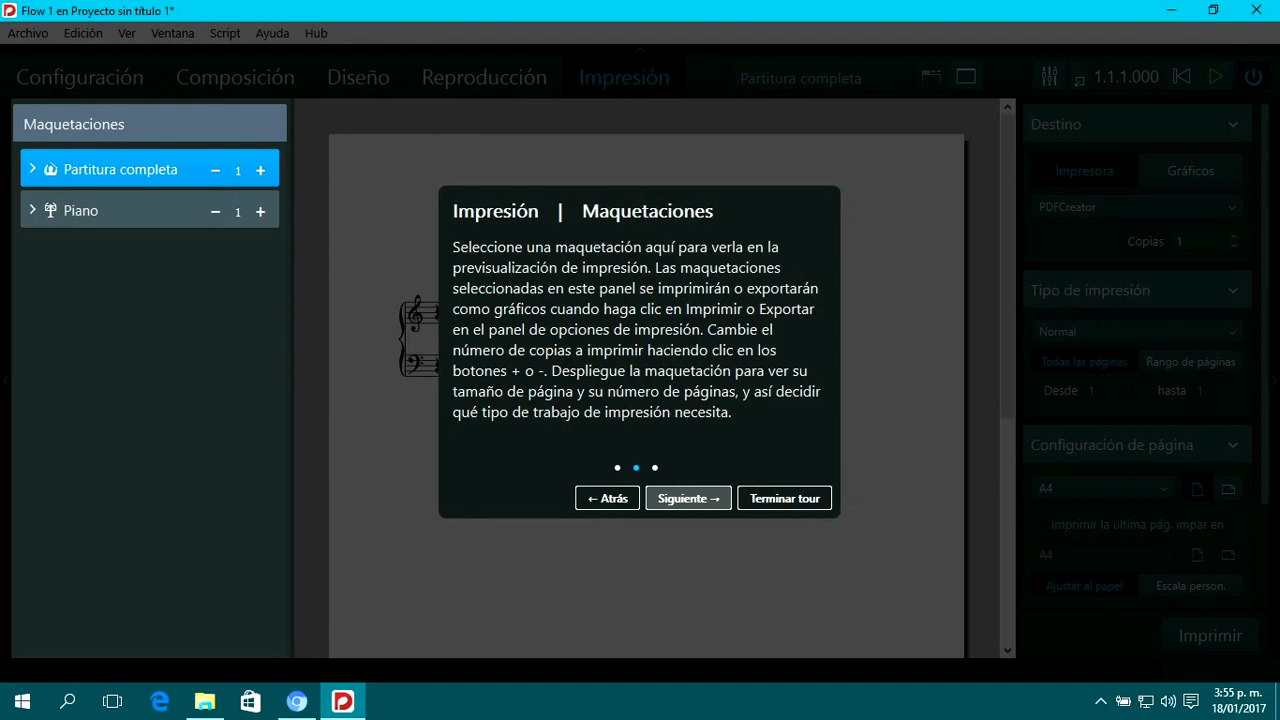 Flow 1 en Proyecto sin título 1*
Archivo Edición Ver Ventana Script Ayuda Hub
Configuración Composición Diseño Reproducción Impresión Partitura completa 1.1.1.000
Maquetaciones
Partitura completa − 1 +
Piano − 1 +
Impresión | Maquetaciones
Seleccione una maquetación aquí para verla en la
previsualización de impresión. Las maquetaciones
seleccionadas en este panel se imprimirán o exportarán
como gráficos cuando haga clic en Imprimir o Exportar
en el panel de opciones de impresión. Cambie el
número de copias a imprimir haciendo clic en los
botones + o -. Despliegue la maquetación para ver su
tamaño de página y su número de páginas, y así decidir
qué tipo de trabajo de impresión necesita.
← Atrás Siguiente → Terminar tour
Destino
Impresora Gráficos
PDFCreator
Copias 1
Tipo de impresión
Normal
Todas las páginas Rango de páginas
Desde 1 hasta 1
Configuración de página
A4
Imprimir la última pág. impar en
A4
Ajustar al papel Escala person.
Imprimir
3:55 p. m.
18/01/2017